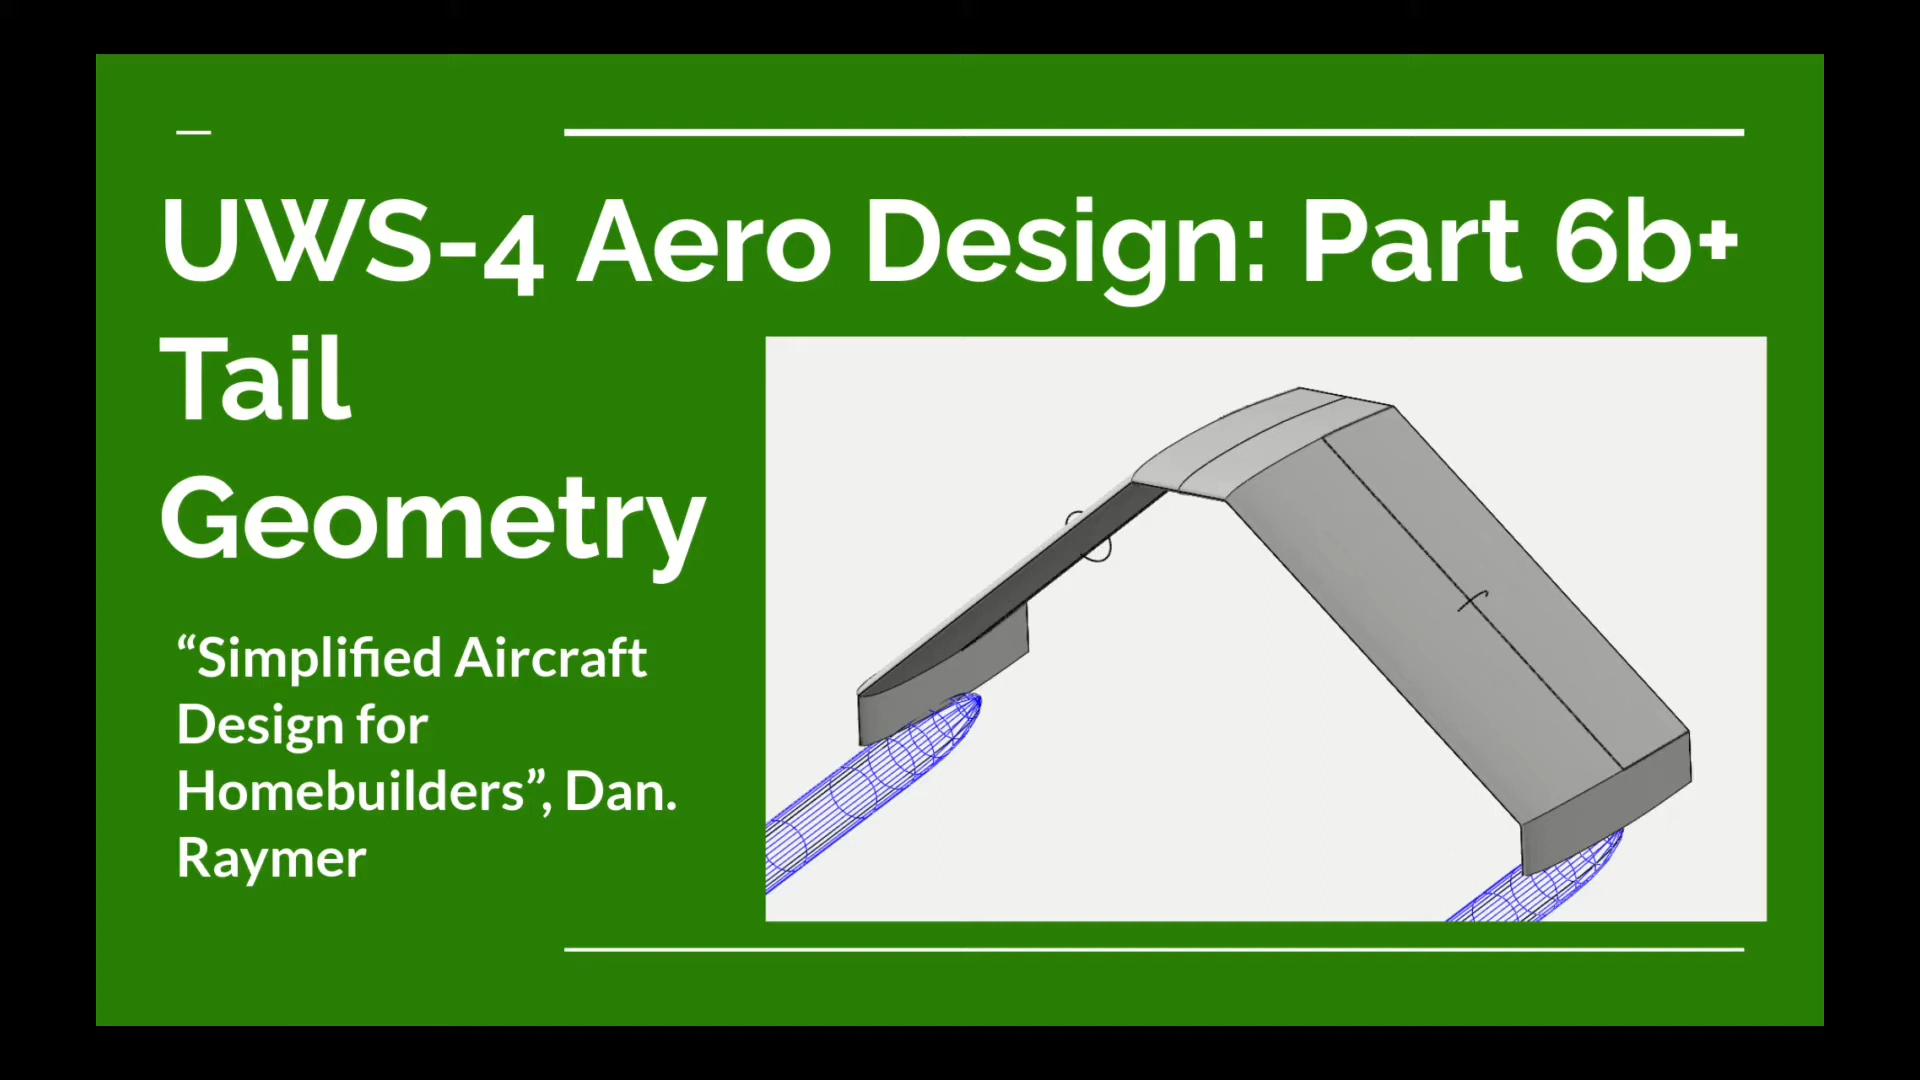 UWS-4 Aero Design: Part 6b+
Tail
Geometry
“Simplified Aircraft
Design for
Homebuilders”, Dan.
Raymer